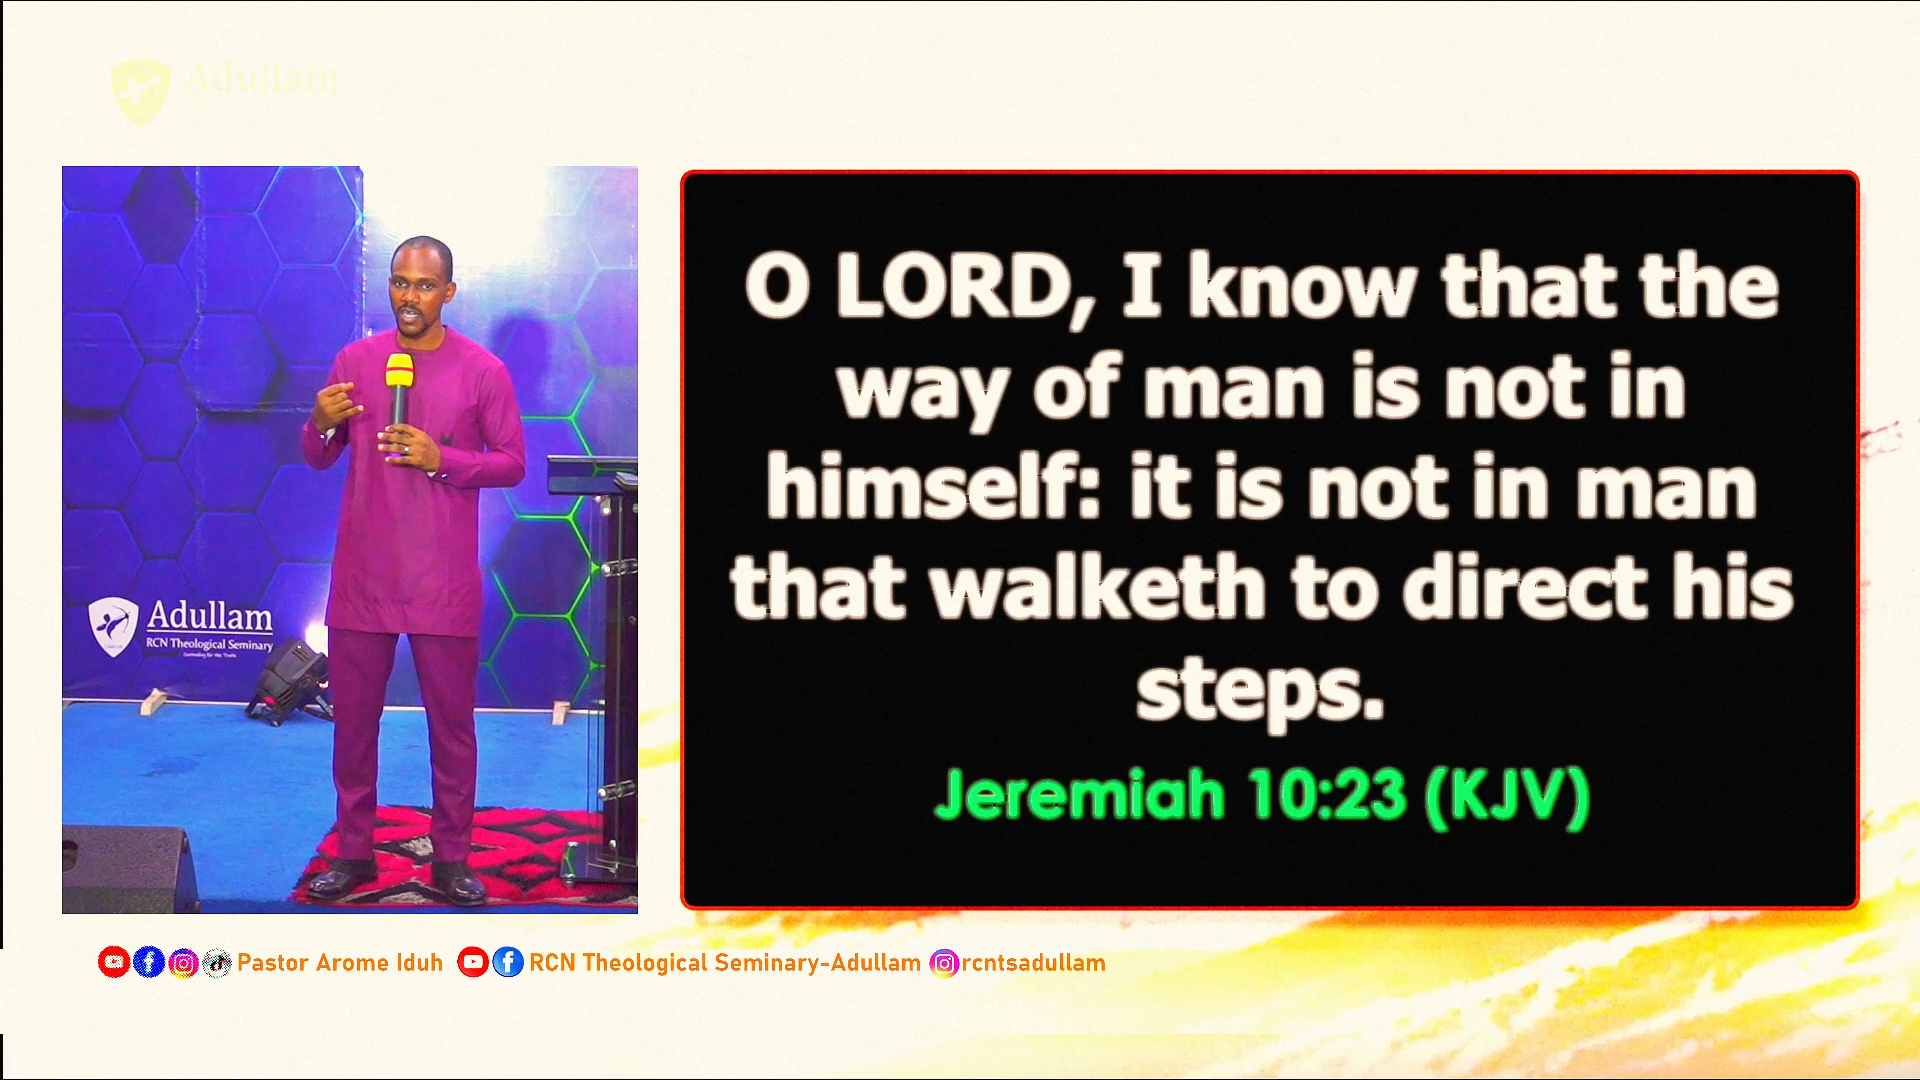 Adullam
O LORD, I know that the
way of man is not in
himself: it is not in man
that walketh to direct his
steps.
Jeremiah 10:23 (KJV)
Adullam
RCN Theological Seminary
Pastor Arome Iduh RCN Theological Seminary-Adullam rcntsadullam